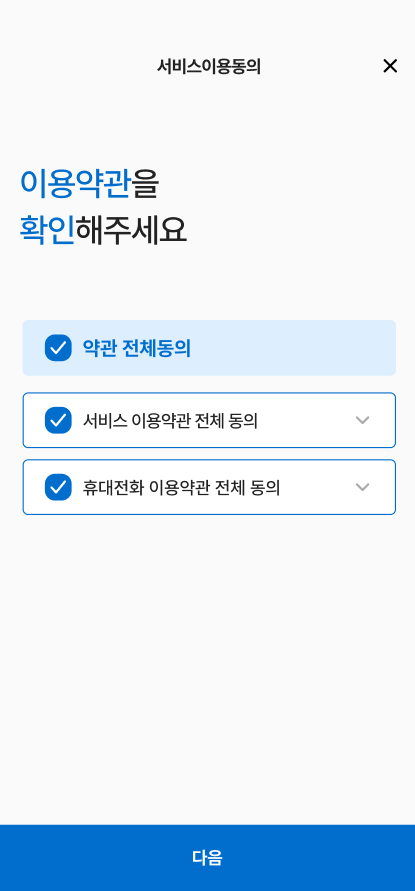 서비스이용동의
이용약관을
확인해주세요
약관 전체동의
서비스 이용약관 전체 동의
휴대전화 이용약관 전체 동의
다음